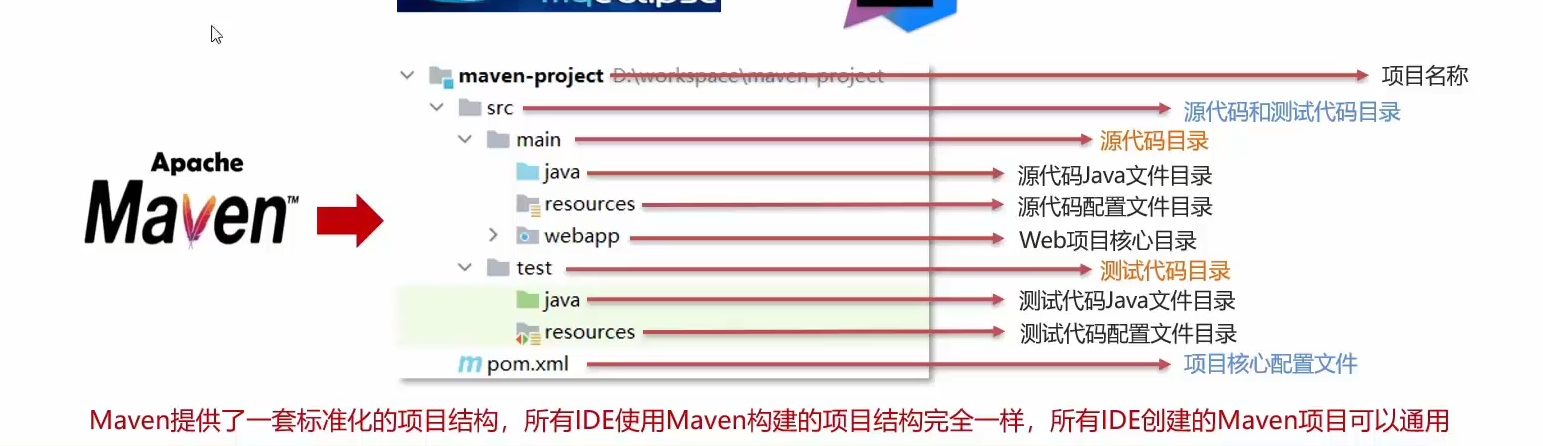 maven-project D:\workspace\maven-project 项目名称
src 源代码和测试代码目录
main 源代码目录
java 源代码Java文件目录
resources 源代码配置文件目录
webapp Web项目核心目录
test 测试代码目录
java 测试代码Java文件目录
resources 测试代码配置文件目录
pom.xml 项目核心配置文件
Apache
Maven™
Maven提供了一套标准化的项目结构，所有IDE使用Maven构建的项目结构完全一样，所有IDE创建的Maven项目可以通用